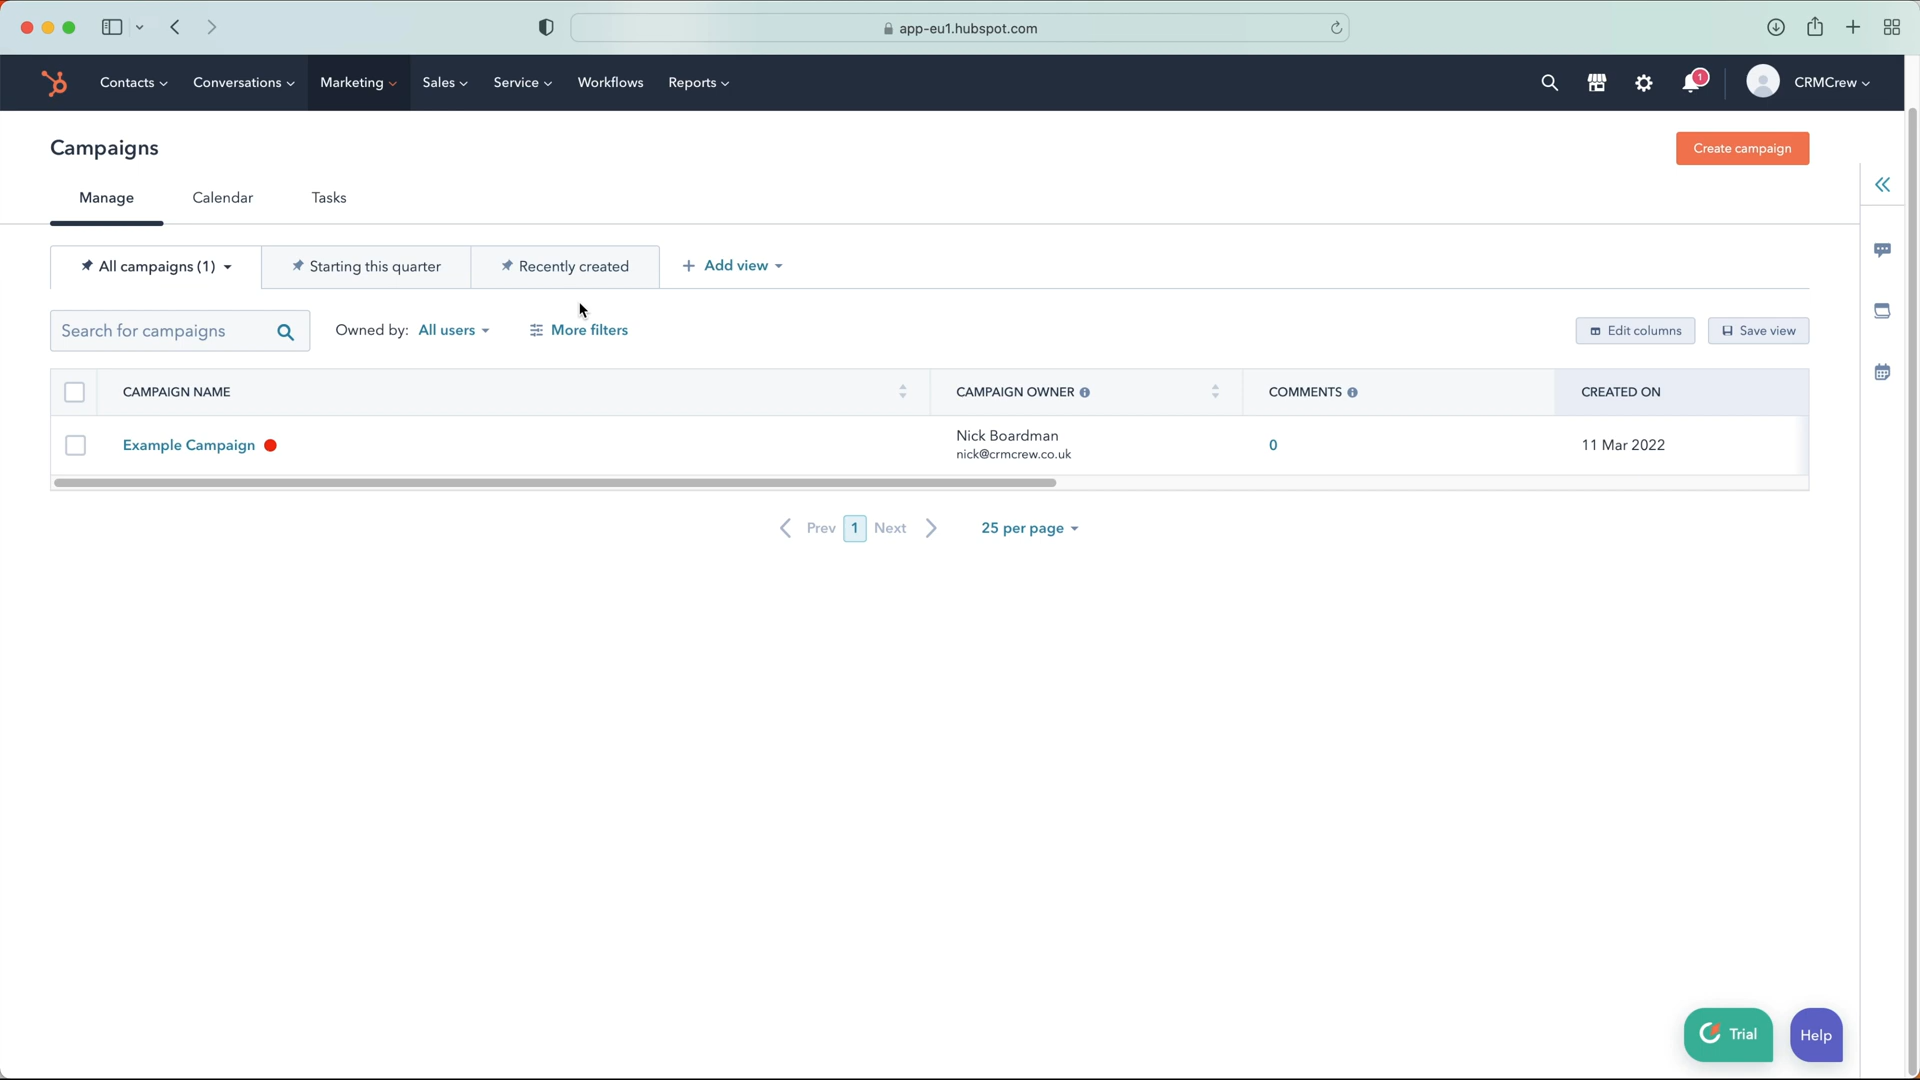 app-eu1.hubspot.com
Contacts Conversations Marketing Sales Service Workflows Reports 1 CRMCrew
Campaigns
Create campaign
Manage Calendar Tasks
All campaigns (1) Starting this quarter Recently created + Add view
Search for campaigns Owned by: All users More filters Edit columns Save view
CAMPAIGN NAME CAMPAIGN OWNER COMMENTS CREATED ON
Example Campaign Nick Boardman 0 11 Mar 2022
nick@crmcrew.co.uk
Prev 1 Next 25 per page
Trial Help